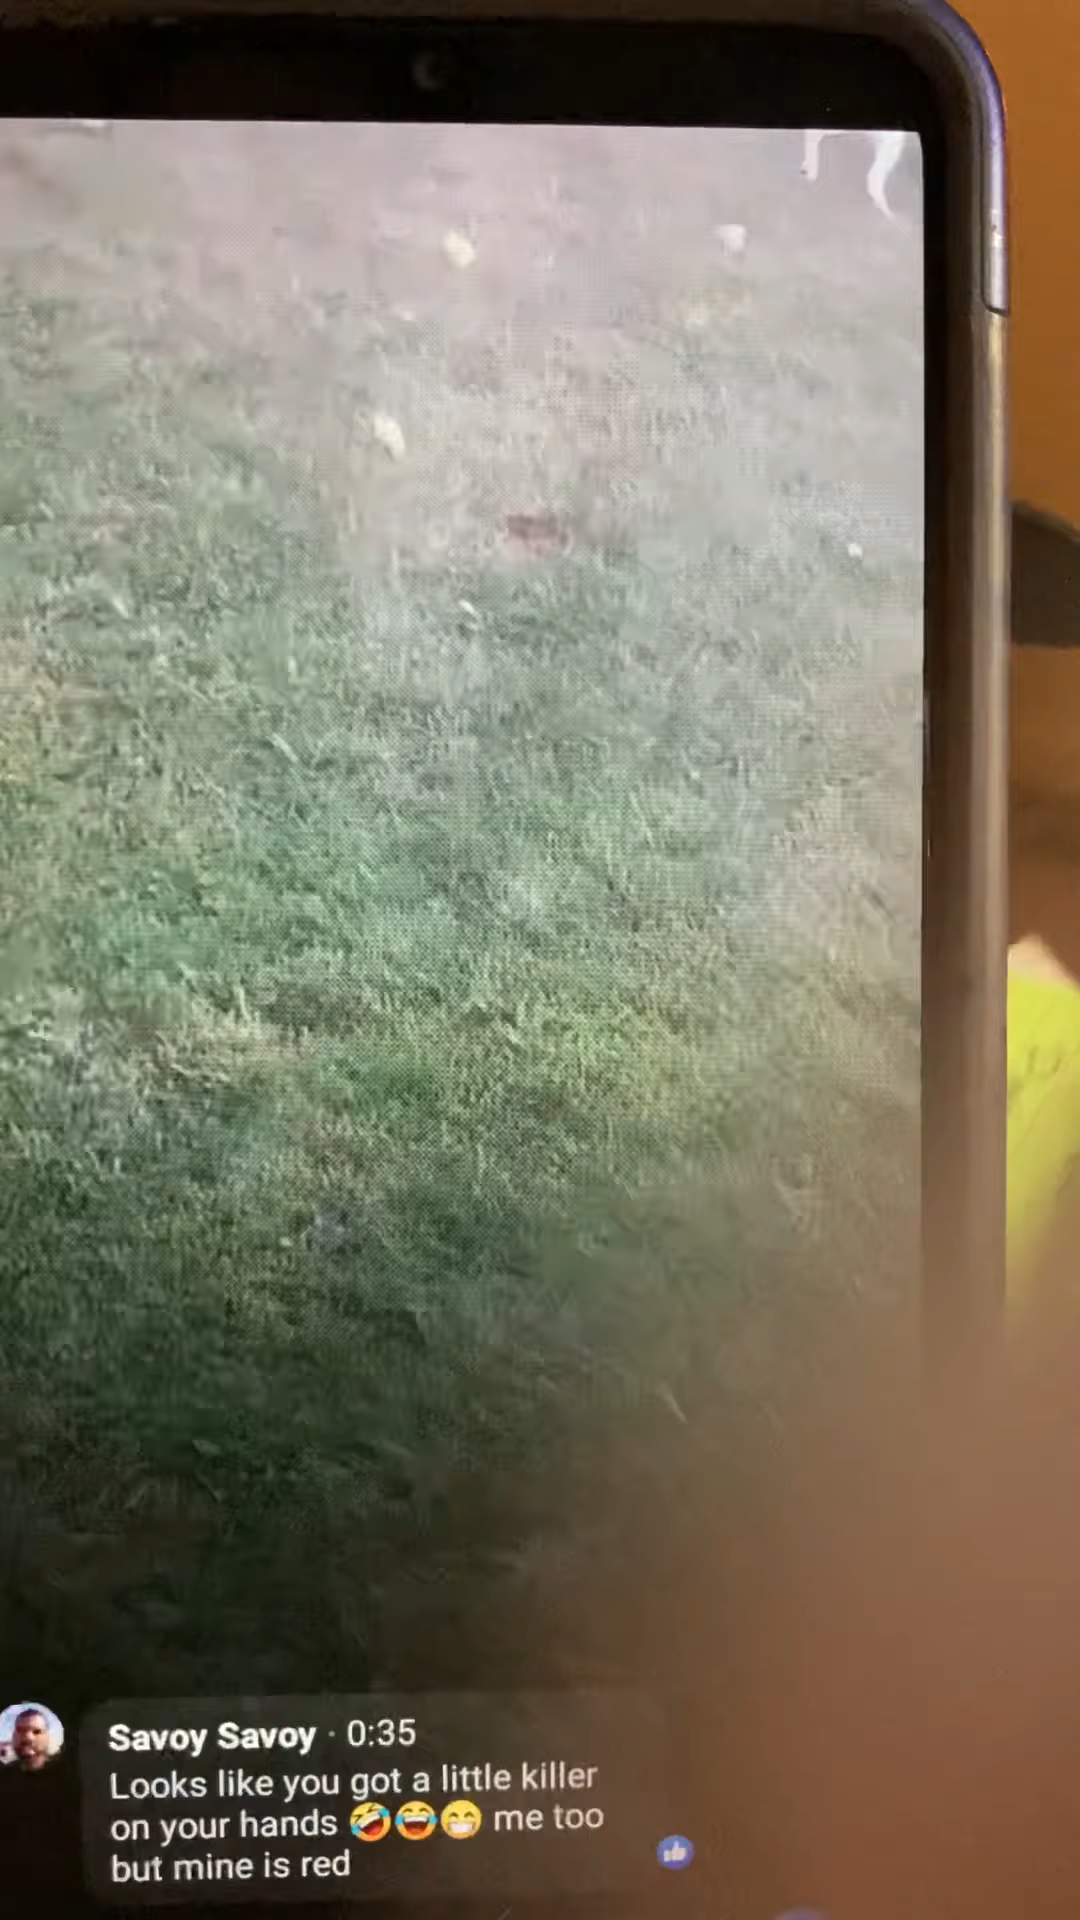 Savoy Savoy · 0:35
Looks like you got a little killer
on your hands 🤣😂😁 me too
but mine is red